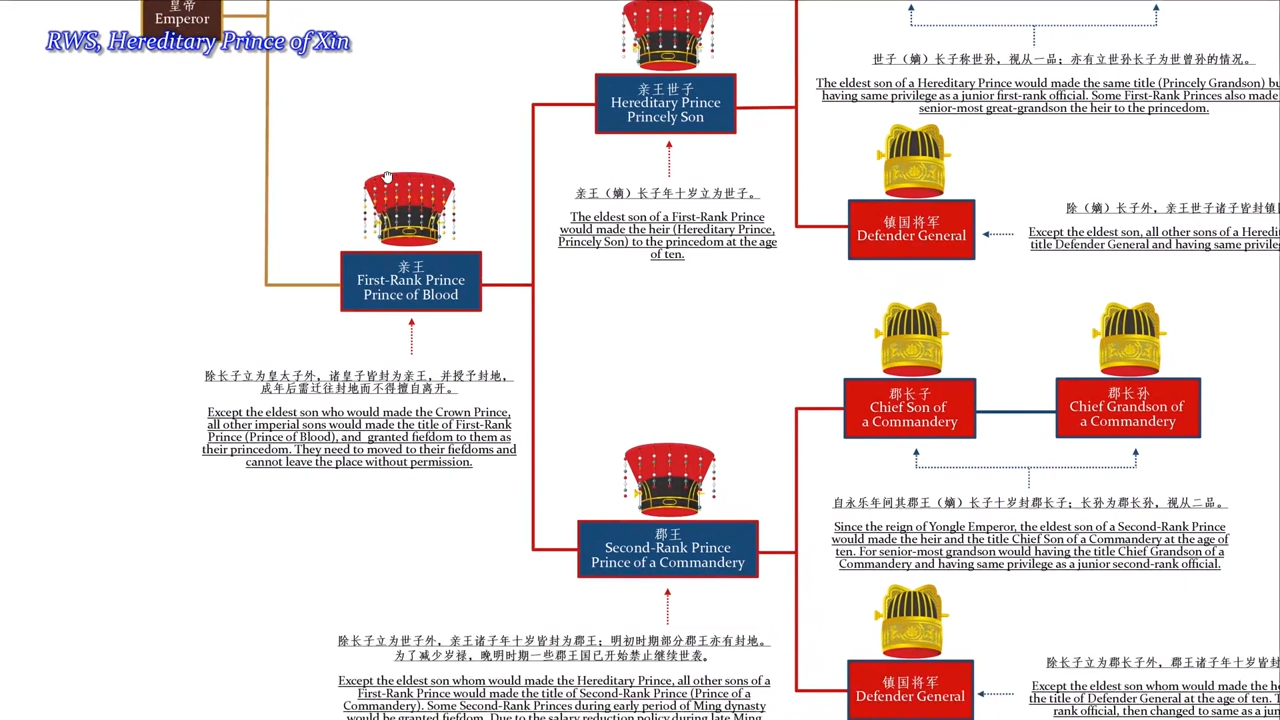 皇帝
Emperor
RWS, Hereditary Prince of Xin
亲王世子
Hereditary Prince
Princely Son
亲王（嫡）长子年十岁立为世子。
The eldest son of a First-Rank Prince
would made the heir (Hereditary Prince,
Princely Son) to the princedom at the age
of ten.
世子（嫡）长子称世孙，视从一品；亦有立世孙长子为世曾孙的情况。
The eldest son of a Hereditary Prince would made the same title (Princely Grandson) bu
having same privilege as a junior first-rank official. Some First-Rank Princes also made
senior-most great-grandson the heir to the princedom.
镇国将军
Defender General
除（嫡）长子外，亲王世子诸子皆封镇
Except the eldest son, all other sons of a Heredi
title Defender General and having same privile
亲王
First-Rank Prince
Prince of Blood
除长子立为皇太子外，诸皇子皆封为亲王，并授予封地，
成年后需迁往封地而不得擅自离开。
Except the eldest son who would made the Crown Prince,
all other imperial sons would made the title of First-Rank
Prince (Prince of Blood), and granted fiefdom to them as
their princedom. They need to moved to their fiefdoms and
cannot leave the place without permission.
郡长子
Chief Son of
a Commandery
郡长孙
Chief Grandson of
a Commandery
自永乐年间其郡王（嫡）长子十岁封郡长子；长孙为郡长孙，视从二品。
Since the reign of Yongle Emperor, the eldest son of a Second-Rank Prince
would made the heir and the title Chief Son of a Commandery at the age of
ten. For senior-most grandson would having the title Chief Grandson of a
Commandery and having same privilege as a junior second-rank official.
郡王
Second-Rank Prince
Prince of a Commandery
除长子立为世子外，亲王诸子年十岁皆封为郡王；明初时期部分郡王亦有封地。
为了减少岁禄，晚明时期一些郡王国已开始禁止继续世袭。
Except the eldest son whom would made the Hereditary Prince, all other sons of a
First-Rank Prince would made the title of Second-Rank Prince (Prince of a
Commandery). Some Second-Rank Princes during early period of Ming dynasty
would be granted fiefdom. Due to the salary reduction policy during late Ming
镇国将军
Defender General
除长子立为郡长子外，郡王诸子年十岁皆封
Except the eldest son whom would made the he
the title of Defender General at the age of ten. T
rank official, then changed to same as a ju